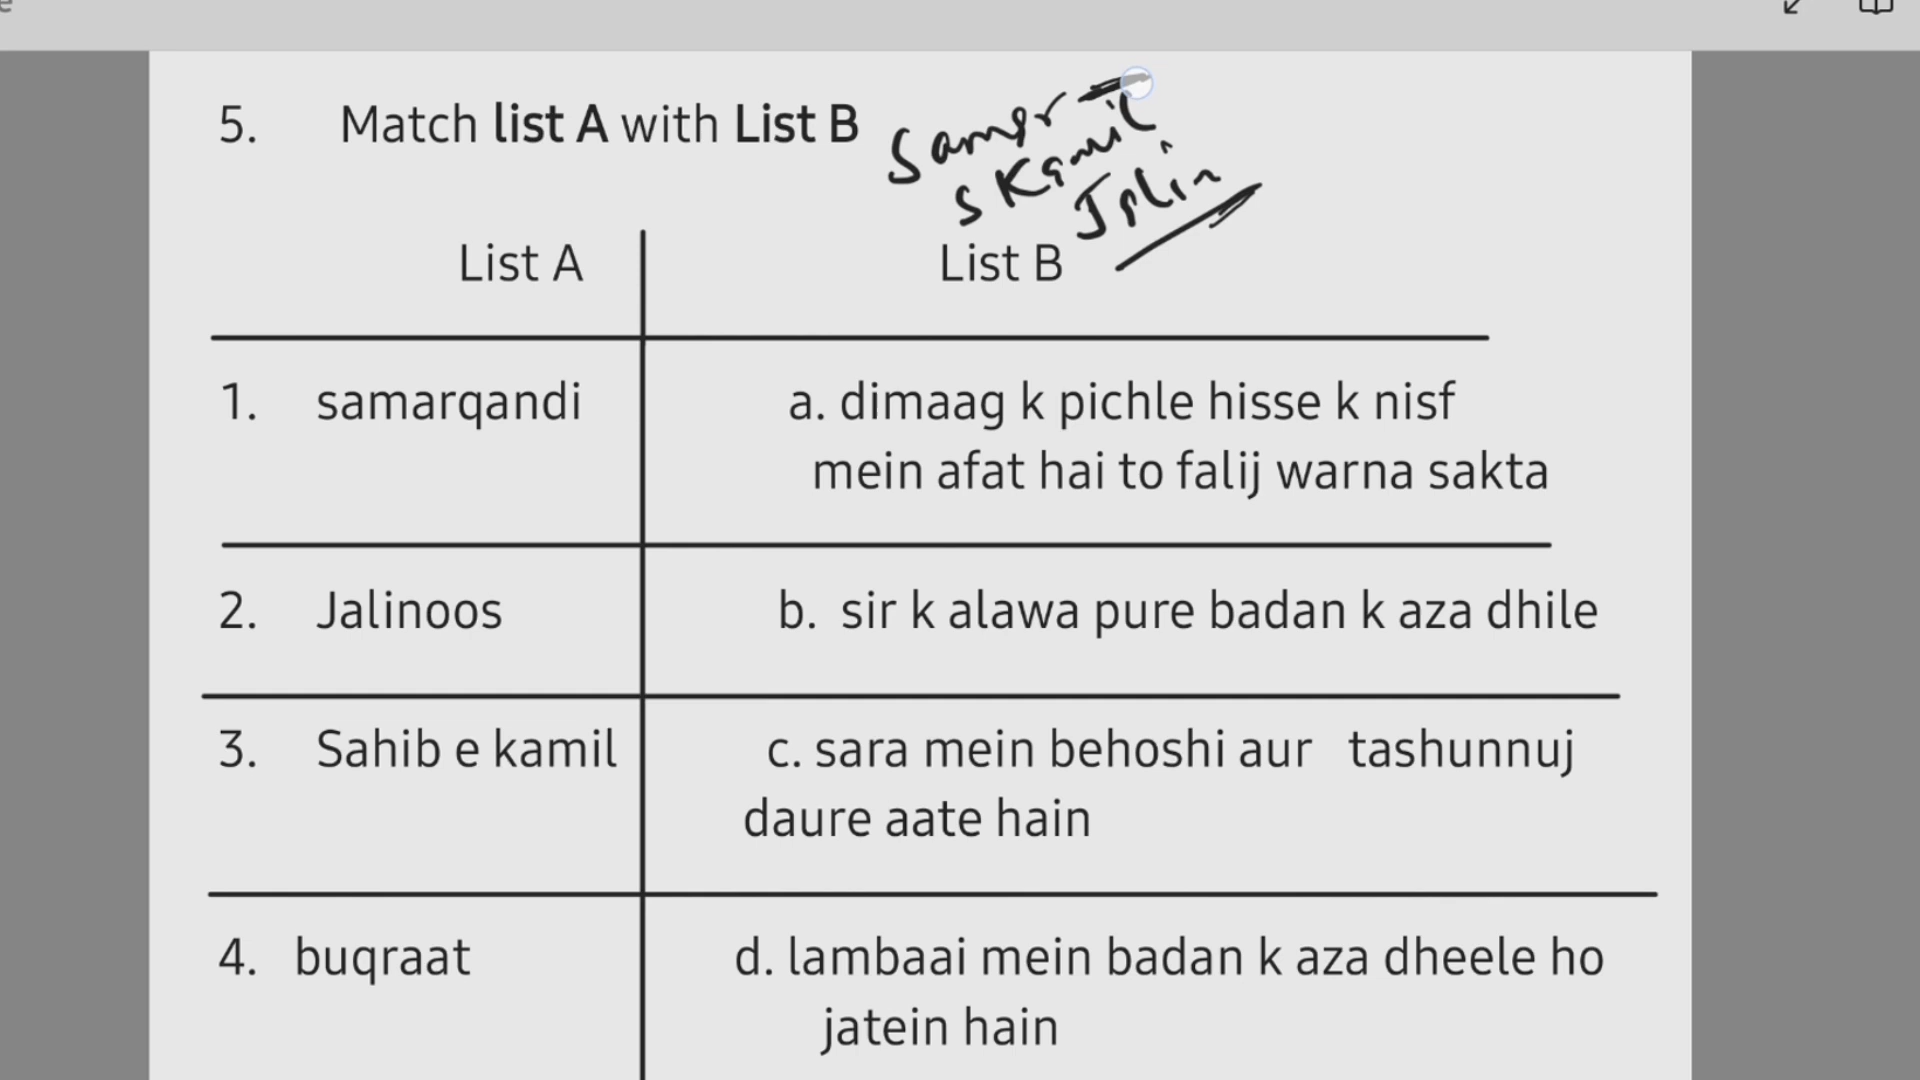 5. Match list A with List B
s Kamil
List A List B
1. samarqandi a. dimaag k pichle hisse k nisf
mein afat hai to falij warna sakta
2. Jalinoos b. sir k alawa pure badan k aza dhile
3. Sahib e kamil c. sara mein behoshi aur tashunnuj
daure aate hain
4. buqraat d. lambaai mein badan k aza dheele ho
jatein hain